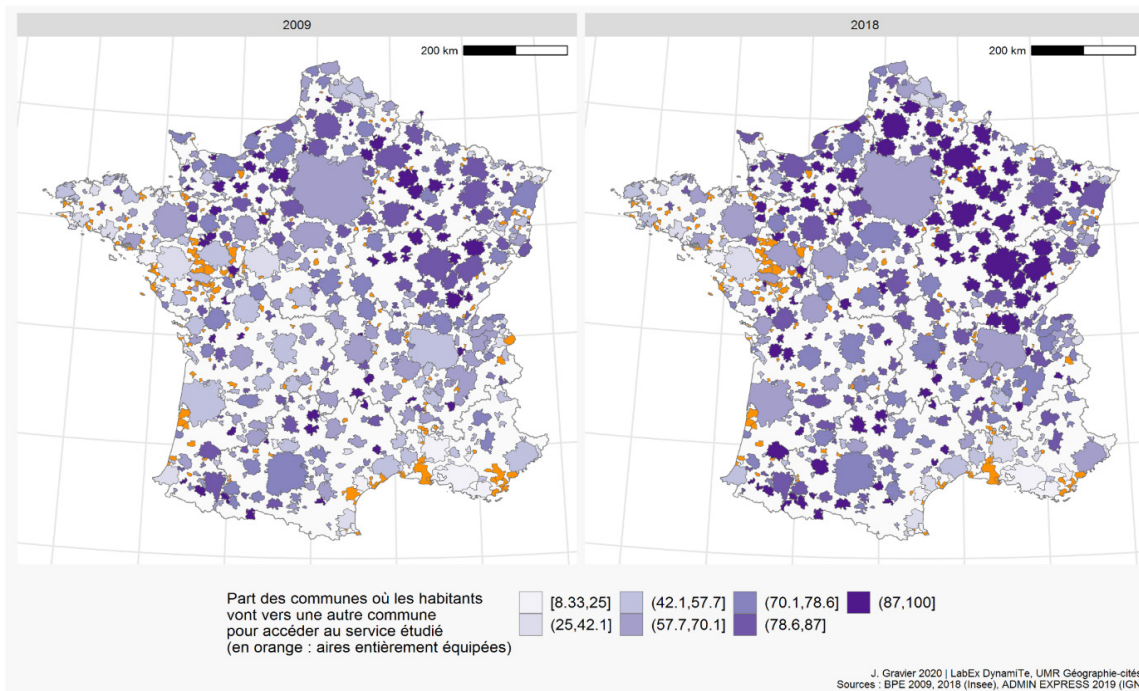 2009
2018
200 km
200 km
Part des communes où les habitants
vont vers une autre commune
pour accéder au service étudié
(en orange : aires entièrement équipées)
[8.33,25]
(42.1,57.7]
(70.1,78.6]
(87,100]
(25,42.1]
(57.7,70.1]
(78.6,87]
J. Gravier 2020 | LabEx DynamiTe, UMR Géographie-cités
Sources : BPE 2009, 2018 (Insee), ADMIN EXPRESS 2019 (IGN